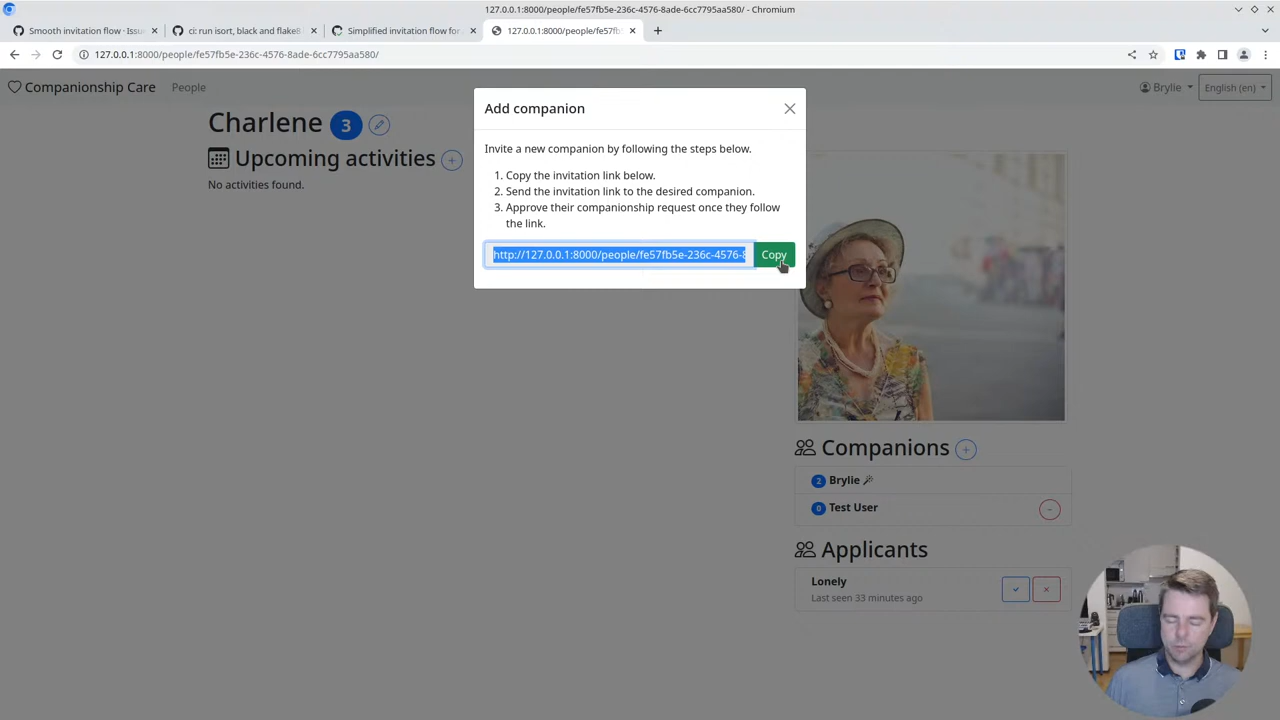 127.0.0.1:8000/people/fe57fb5e-236c-4576-8ade-6cc7795aa580/ - Chromium
Smooth invitation flow · Issu
ci: run isort, black and flake8
Simplified invitation flow for
127.0.0.1:8000/people/fe57fb5
127.0.0.1:8000/people/fe57fb5e-236c-4576-8ade-6cc7795aa580/
Companionship Care
People
Brylie
English (en)
Charlene 3
Upcoming activities
No activities found.
Add companion
Invite a new companion by following the steps below.
1. Copy the invitation link below.
2. Send the invitation link to the desired companion.
3. Approve their companionship request once they follow
the link.
http://127.0.0.1:8000/people/fe57fb5e-236c-4576-8
Copy
Companions
2 Brylie
0 Test User
Applicants
Lonely
Last seen 33 minutes ago